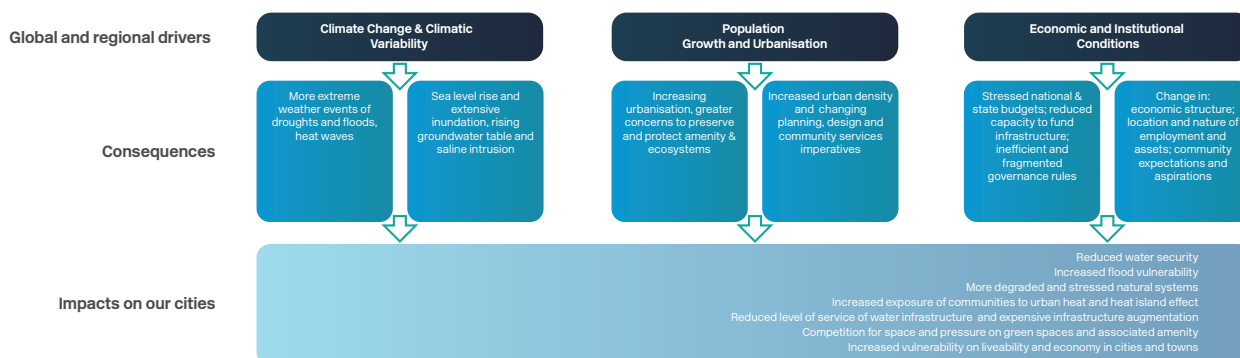 Global and regional drivers
Climate Change & Climatic
Variability
Population
Growth and Urbanisation
Economic and Institutional
Conditions
Consequences
More extreme
weather events of
droughts and floods,
heat waves
Sea level rise and
extensive
inundation, rising
groundwater table and
saline intrusion
Increasing
urbanisation, greater
concerns to preserve
and protect amenity &
ecosystems
Increased urban density
and changing
planning, design and
community services
imperatives
Stressed national &
state budgets; reduced
capacity to fund
infrastructure;
inefficient and
fragmented
governance rules
Change in:
economic structure;
location and nature of
employment and
assets; community
expectations and
aspirations
Impacts on our cities
Reduced water security
Increased flood vulnerability
More degraded and stressed natural systems
Increased exposure of communities to urban heat and heat island effect
Reduced level of service of water infrastructure and expensive infrastructure augmentation
Competition for space and pressure on green spaces and associated amenity
Increased vulnerability on liveability and economy in cities and towns